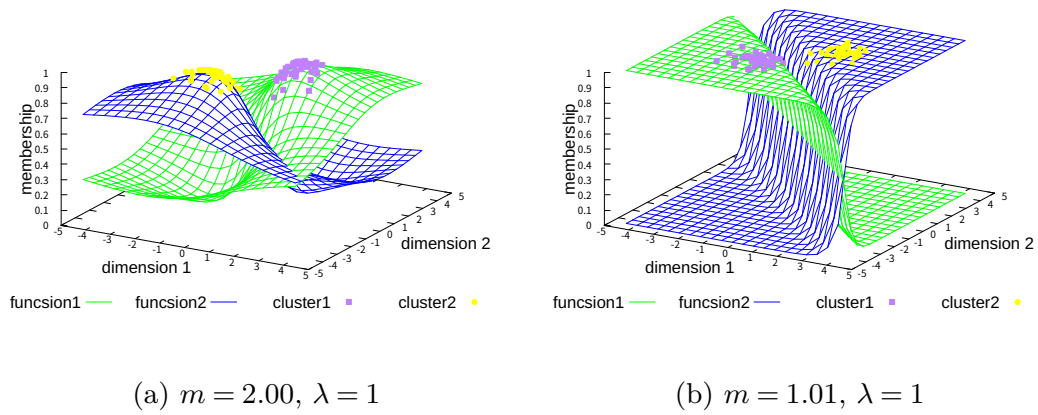 1
0.9
0.8
0.7
0.6
0.5
0.4
0.3
0.2
0.1
0
membership
-5 -4 -3 -2 -1 0 1 2 3 4 5
dimension 1
-5 -4 -3 -2 -1 0 1 2 3 4 5
dimension 2
funcsion1 funcsion2 cluster1 cluster2
(a) m = 2.00, λ = 1
1
0.9
0.8
0.7
0.6
0.5
0.4
0.3
0.2
0.1
0
membership
-5 -4 -3 -2 -1 0 1 2 3 4 5
dimension 1
-5 -4 -3 -2 -1 0 1 2 3 4 5
dimension 2
funcsion1 funcsion2 cluster1 cluster2
(b) m = 1.01, λ = 1